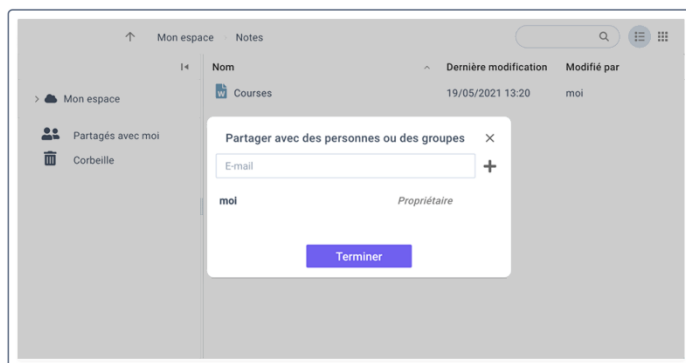 Mon espace Notes
Nom Dernière modification Modifié par
Mon espace
W Courses 19/05/2021 13:20 moi
Partagés avec moi
Corbeille
Partager avec des personnes ou des groupes
E-mail
moi Propriétaire
Terminer